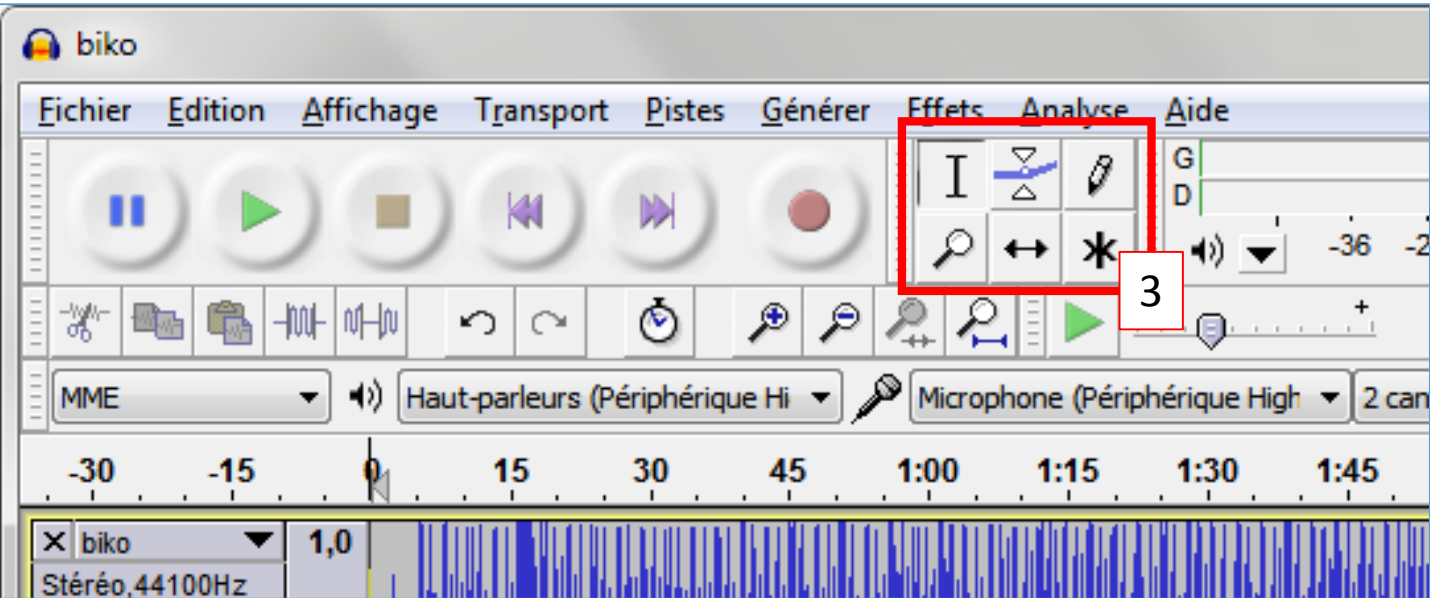 biko
Fichier Edition Affichage Transport Pistes Générer Effets Analyse Aide
G
D
-36 -2
3
+
MME Haut-parleurs (Périphérique Hi Microphone (Périphérique High 2 can
-30 -15 0 15 30 45 1:00 1:15 1:30 1:45
biko 1,0
Stéréo,44100Hz